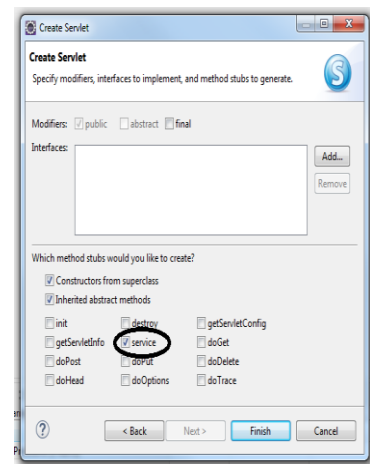 Create Servlet
Create Servlet
Specify modifiers, interfaces to implement, and method stubs to generate.
S
Modifiers: public abstract final
Interfaces:
Add...
Remove
Which method stubs would you like to create?
Constructors from superclass
Inherited abstract methods
init destroy getServletConfig
getServletInfo service doGet
doPost doPut doDelete
doHead doOptions doTrace
? < Back Next > Finish Cancel